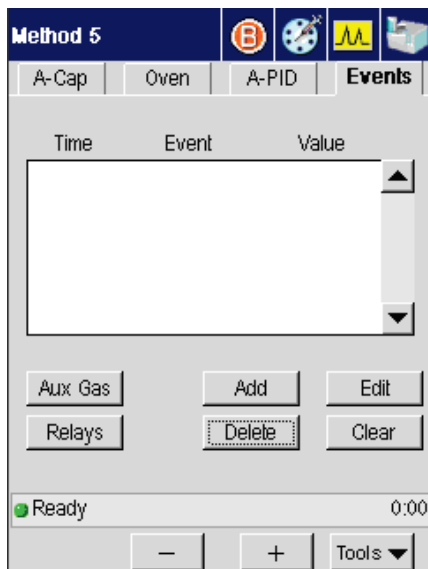 Method 5 B
A-Cap Oven A-PID Events
Time Event Value
Aux Gas Add Edit
Relays Delete Clear
Ready 0:00
− + Tools